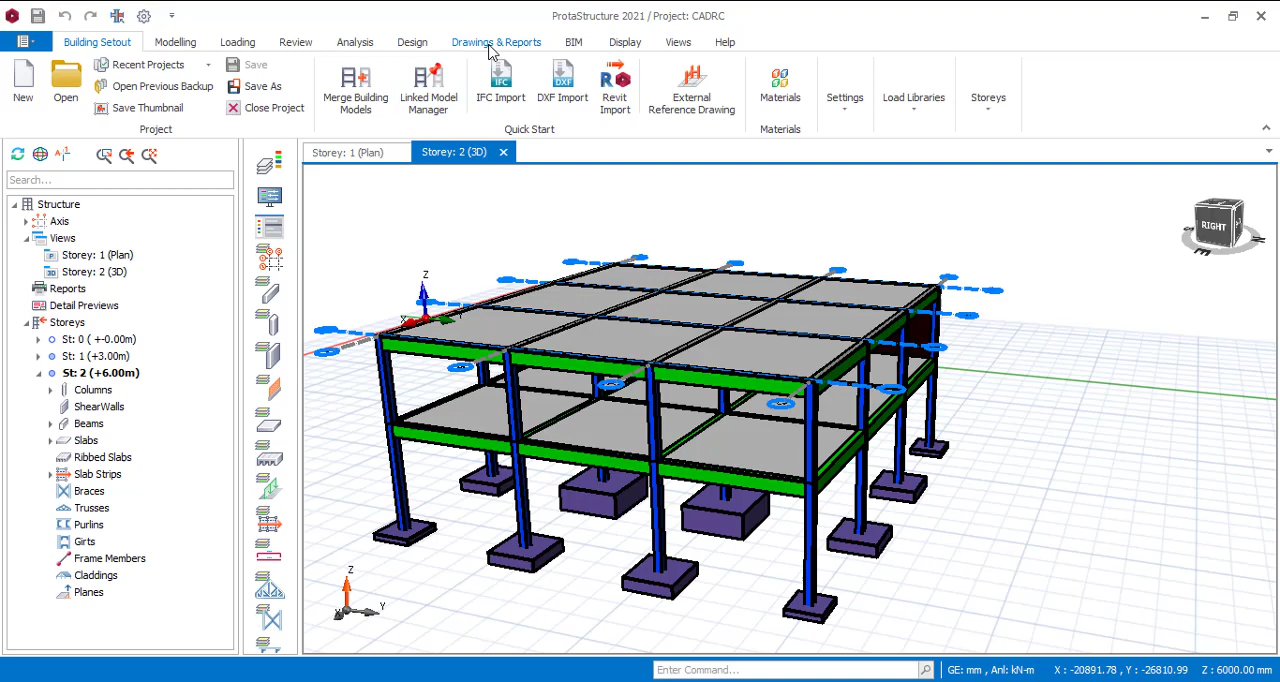 ProtaStructure 2021 / Project: CADRC
Building Setout Modelling Loading Review Analysis Design Drawings & Reports BIM Display Views Help
New
Open
Recent Projects
Open Previous Backup
Save Thumbnail
Save
Save As
Close Project
Project
Merge Building Models
Linked Model Manager
IFC
IFC Import
DXF
DXF Import
Revit Import
External Reference Drawing
Quick Start
Materials
Materials
Settings
Load Libraries
Storeys
Search...
Structure
Axis
Views
Storey: 1 (Plan)
Storey: 2 (3D)
Reports
Detail Previews
Storeys
St: 0 ( +-0.00m)
St: 1 (+3.00m)
St: 2 (+6.00m)
Columns
ShearWalls
Beams
Slabs
Ribbed Slabs
Slab Strips
Braces
Trusses
Purlins
Girts
Frame Members
Claddings
Planes
Storey: 1 (Plan)
Storey: 2 (3D)
RIGHT
Z
X
Z
Y
Enter Command...
GE: mm , Anl: kN-m
X : -20891.78 , Y : -26810.99
Z : 6000.00 mm